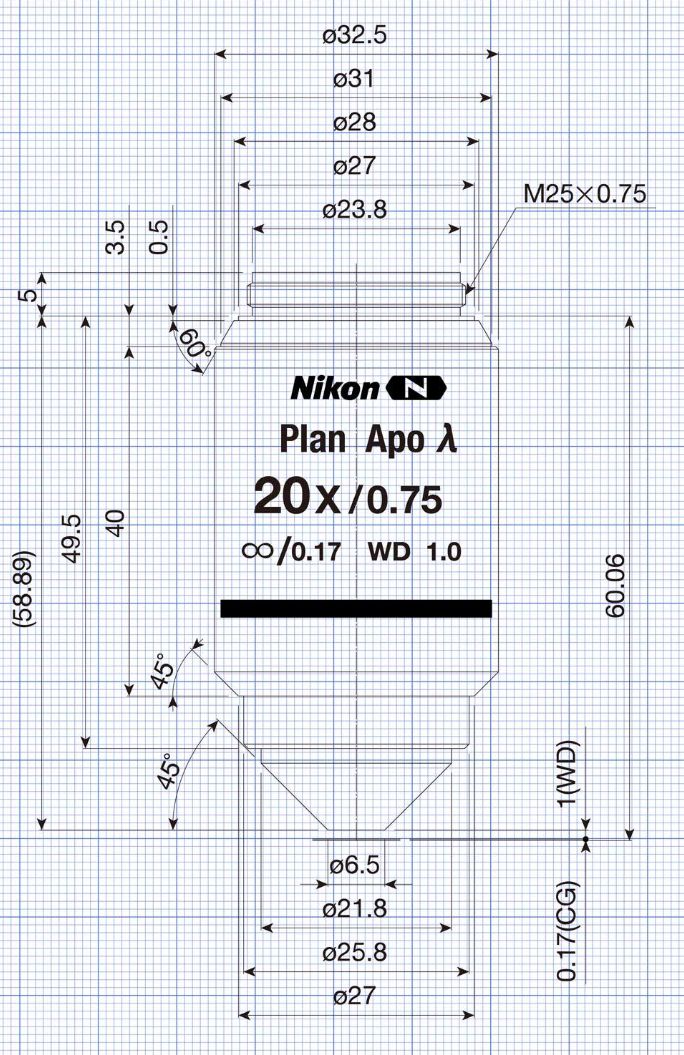 ø32.5
ø31
ø28
ø27
ø23.8
M25×0.75
3.5
0.5
5
60°
Nikon N
Plan Apo λ
20x/0.75
∞/0.17 WD 1.0
(58.89)
49.5
40
60.06
45°
45°
1(WD)
0.17(CG)
ø6.5
ø21.8
ø25.8
ø27